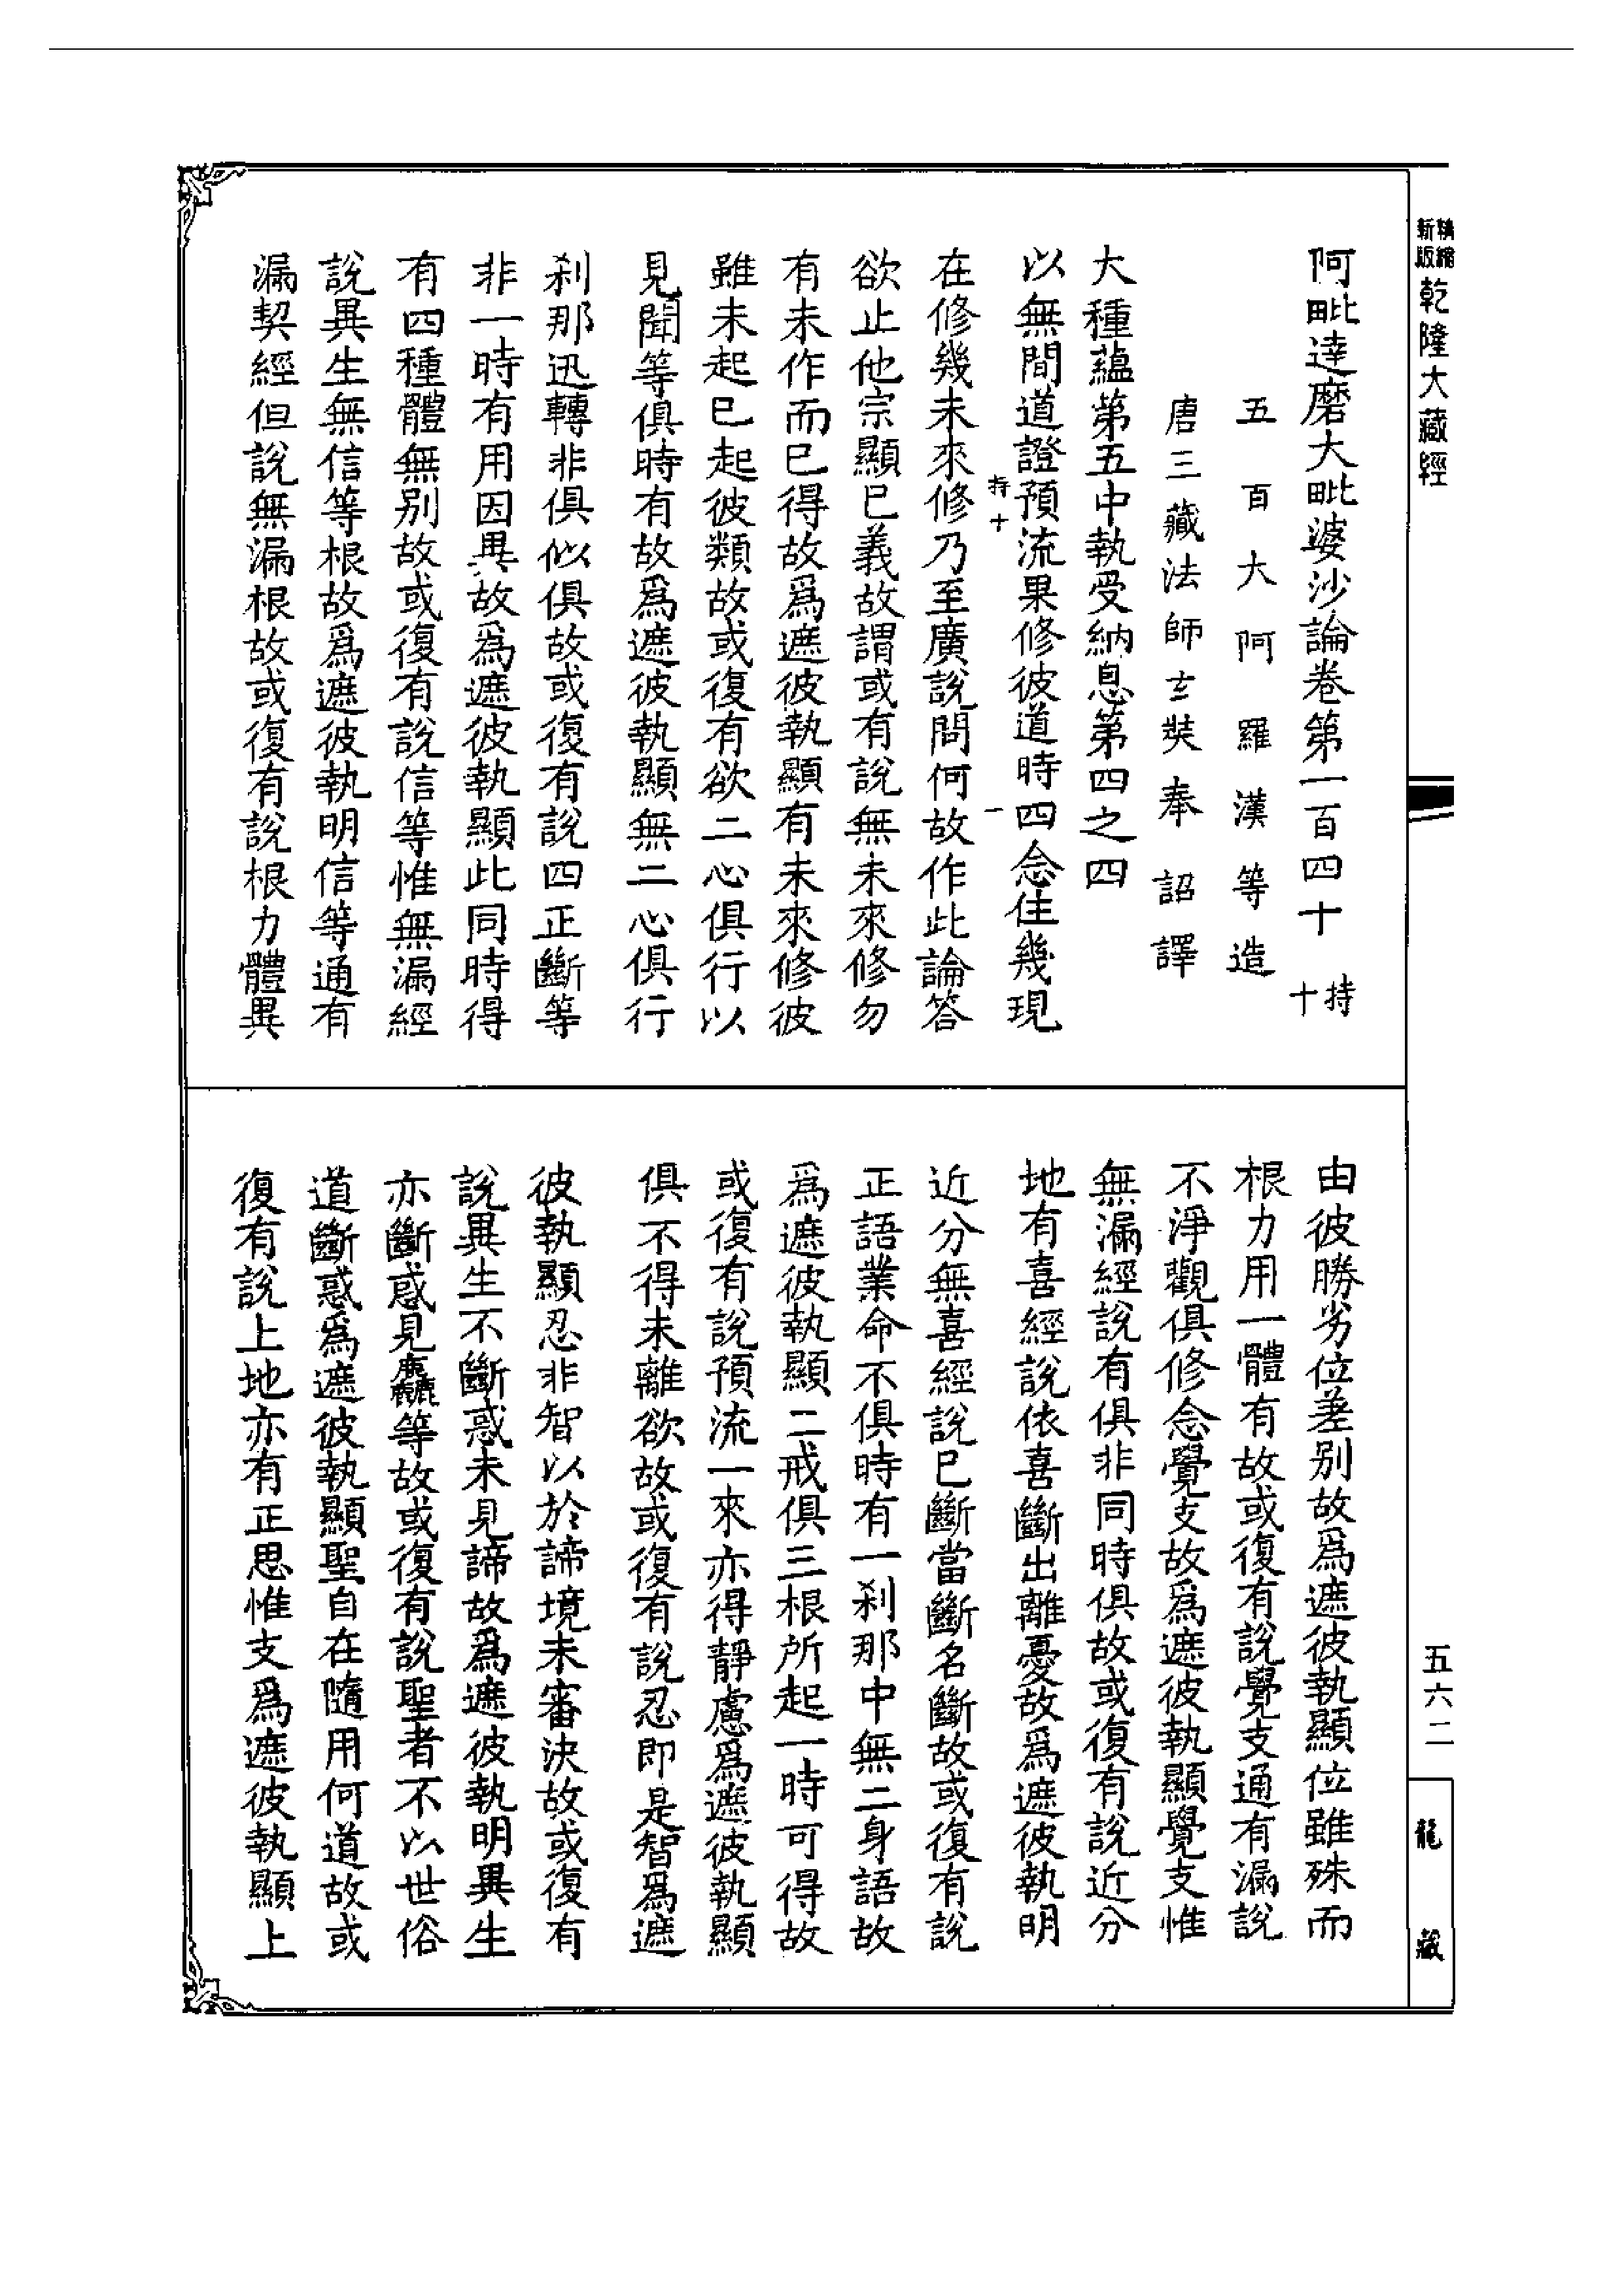 新版精縮乾隆大藏經
阿毗達磨大毗婆沙論卷第一百四十 持十
五百大阿羅漢等造
唐三藏法師玄奘奉詔譯
大種蘊第五中執受納息第四之四
以無間道證預流果修彼道時四念住幾現
持十 一
在修幾未來修乃至廣說問何故作此論答
欲止他宗顯已義故謂或有說無未來修勿
有未作而已得故爲遮彼執顯有未來修彼
雖未起已起彼類故或復有欲二心俱行以
見聞等俱時有故爲遮彼執顯無二心俱行
刹那迅轉非俱似俱故或復有說四正斷等
非一時有用因異故爲遮彼執顯此同時得
有四種體無別故或復有說信等惟無漏經
說異生無信等根故爲遮彼執明信等通有
漏契經但說無漏根故或復有說根力體異
由彼勝劣位差別故爲遮彼執顯位雖殊而
根力用一體有故或復有說覺支通有漏說
不淨觀俱修念覺支故爲遮彼執顯覺支惟
無漏經說有俱非同時俱故或復有說近分
地有喜經說依喜斷出離憂故爲遮彼執明
近分無喜經說已斷當斷名斷故或復有說
正語業命不俱時有一刹那中無二身語故
爲遮彼執顯二戒俱三根所起一時可得故
或復有說預流一來亦得靜慮爲遮彼執顯
俱不得未離欲故或復有說忍即是智爲遮
彼執顯忍非智以於諦境未審決故或復有
說異生不斷惑未見諦故爲遮彼執明異生
亦斷惑見麤等故或復有說聖者不以世俗
道斷惑爲遮彼執顯聖自在隨用何道故或
復有說上地亦有正思惟支爲遮彼執顯上
五六二
龍藏